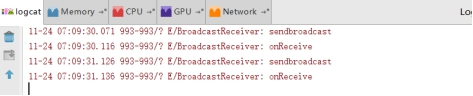 logcat Memory →" CPU →" GPU →" Network →" Lo
11-24 07:09:30.071 993-993/? E/BroadcastReceiver: sendbroadcast
11-24 07:09:30.116 993-993/? E/BroadcastReceiver: onReceive
11-24 07:09:31.126 993-993/? E/BroadcastReceiver: sendbroadcast
11-24 07:09:31.136 993-993/? E/BroadcastReceiver: onReceive